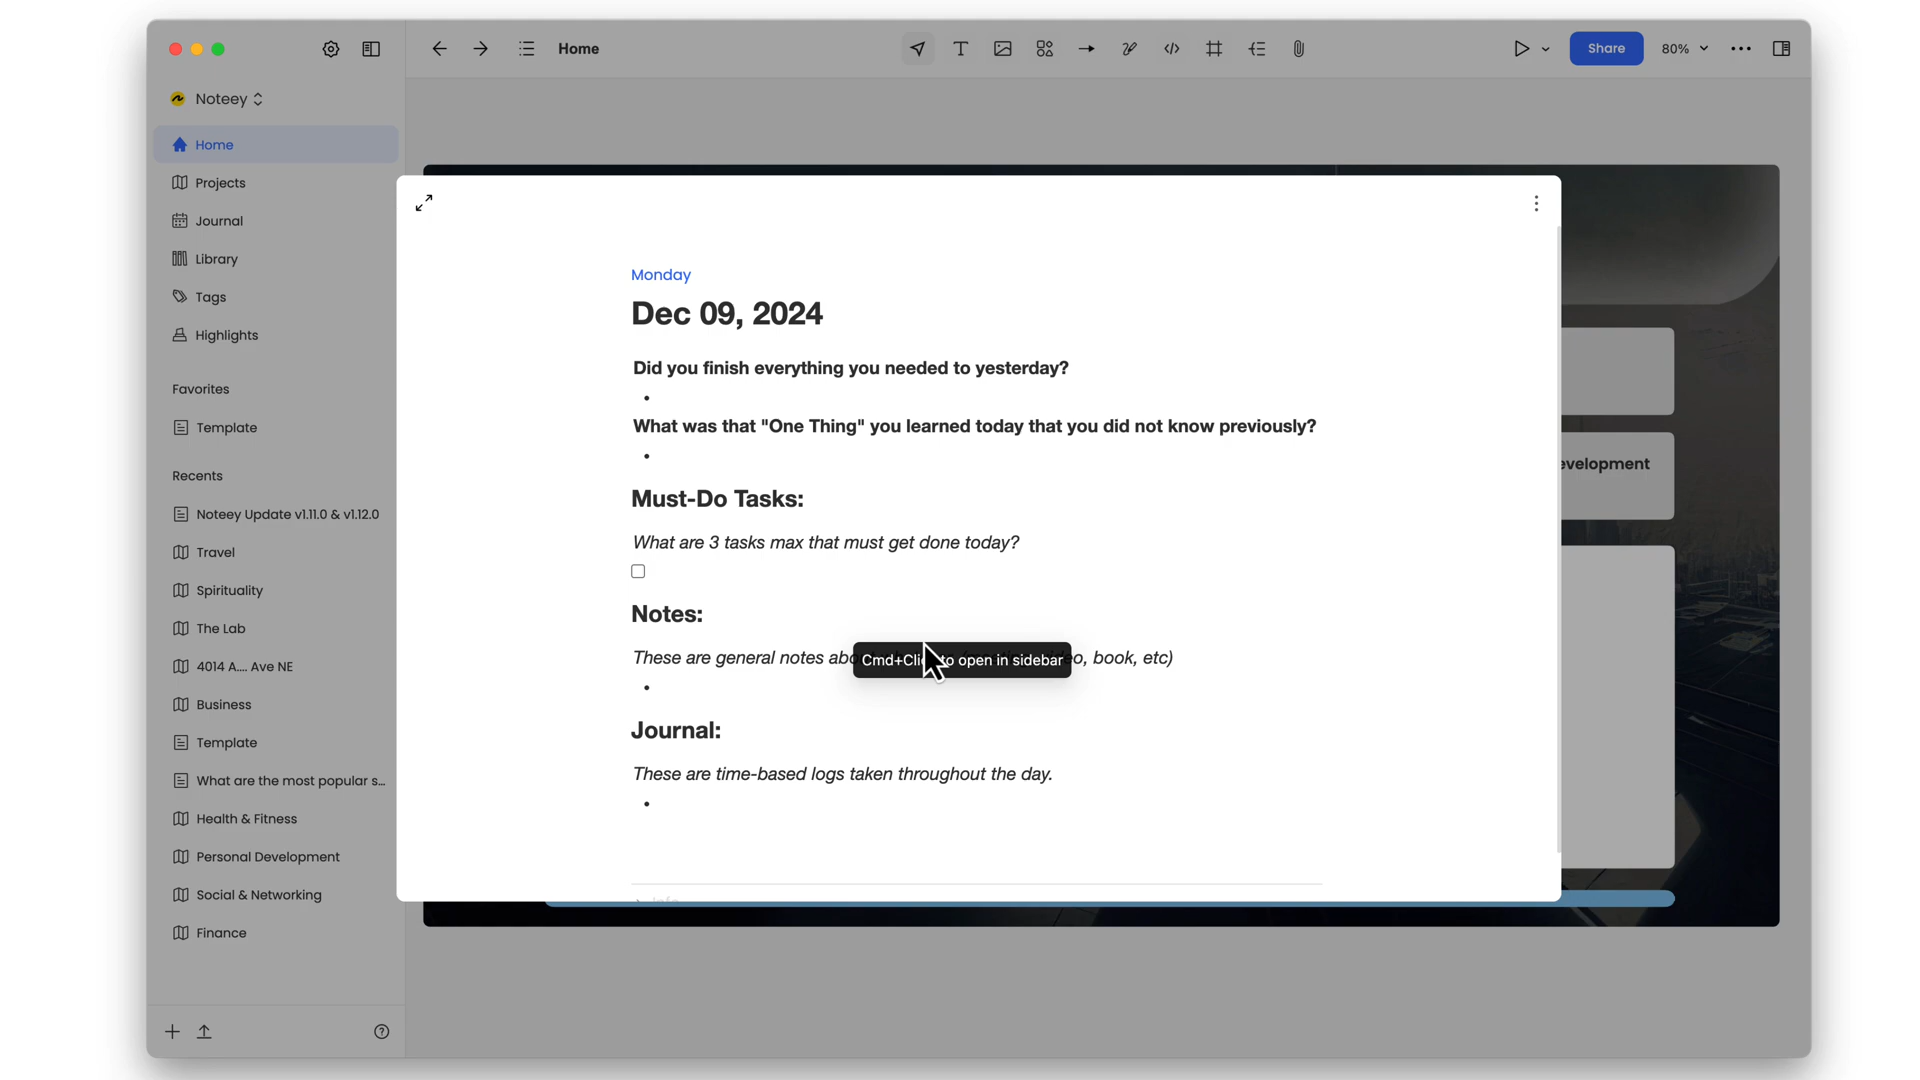 Home
Share
80%
Noteey
Home
Projects
Journal
Library
Tags
Highlights
Favorites
Template
Recents
Noteey Update v1.11.0 & v1.12.0
Travel
Spirituality
The Lab
4014 A.... Ave NE
Business
Template
What are the most popular s...
Health & Fitness
Personal Development
Social & Networking
Finance
Monday
Dec 09, 2024
Did you finish everything you needed to yesterday?
What was that "One Thing" you learned today that you did not know previously?
Must-Do Tasks:
What are 3 tasks max that must get done today?
Notes:
These are general notes book, etc)
Cmd+Click to open in sidebar
Journal:
These are time-based logs taken throughout the day.
evelopment